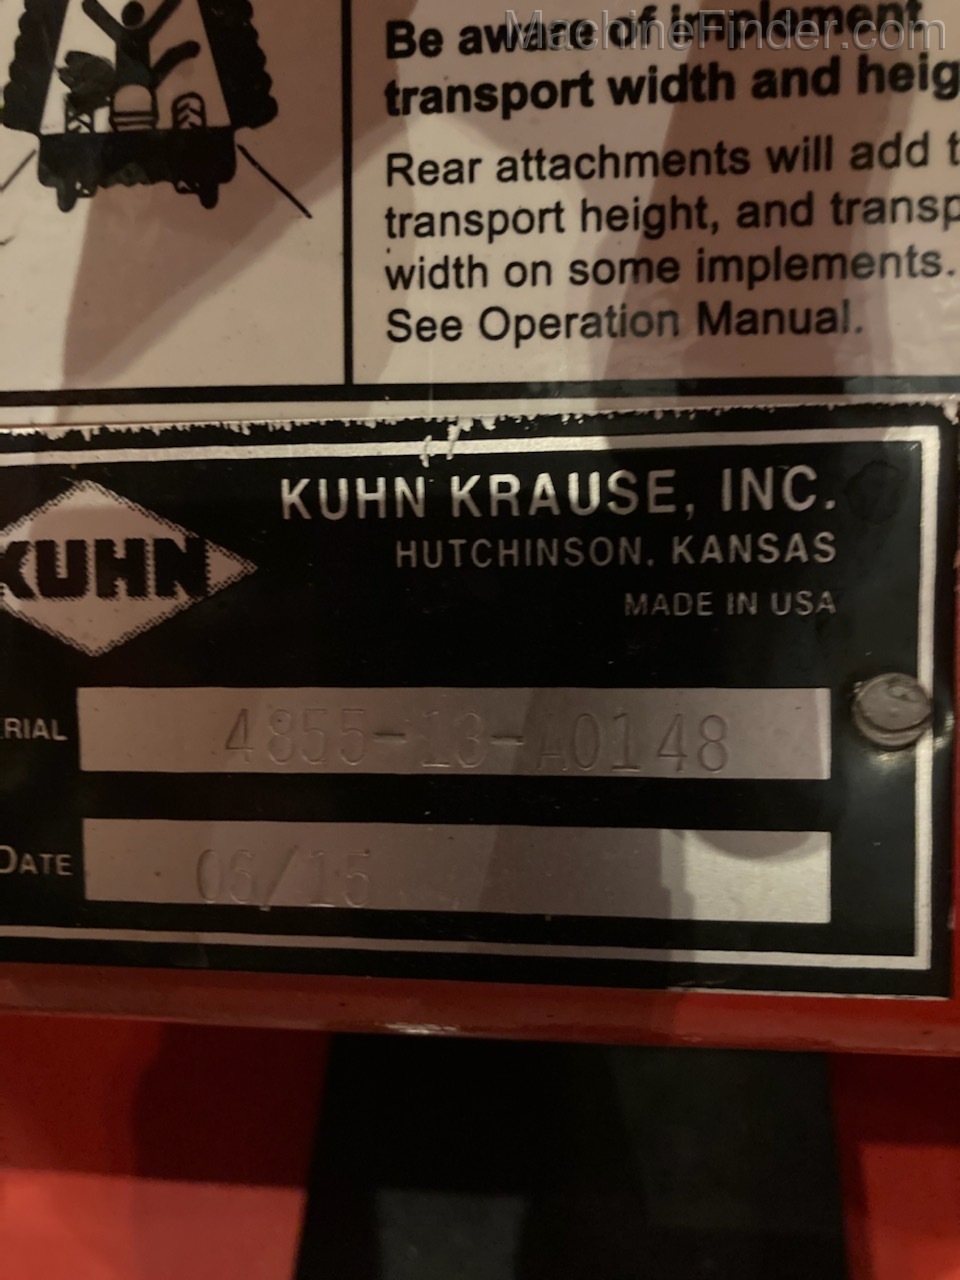 MachineFinder.com
Be aware of implement
transport width and heig
Rear attachments will add t
transport height, and transp
width on some implements.
See Operation Manual.
KUHN KRAUSE, INC.
HUTCHINSON, KANSAS
MADE IN USA
KUHN
ERIAL 4855-13-A0148
DATE 06/15